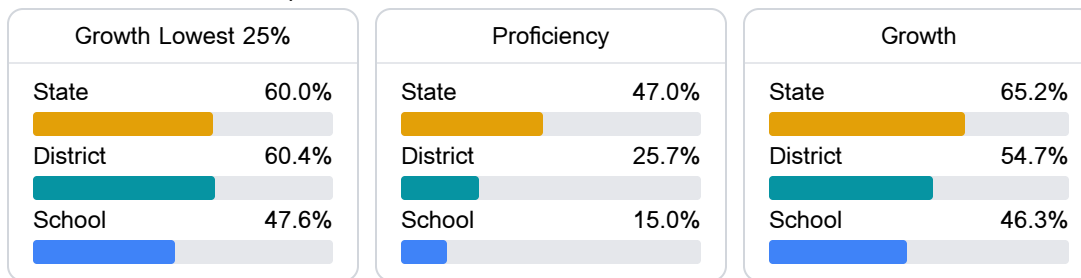 Growth Lowest 25%
State 60.0%
District 60.4%
School 47.6%
Proficiency
State 47.0%
District 25.7%
School 15.0%
Growth
State 65.2%
District 54.7%
School 46.3%